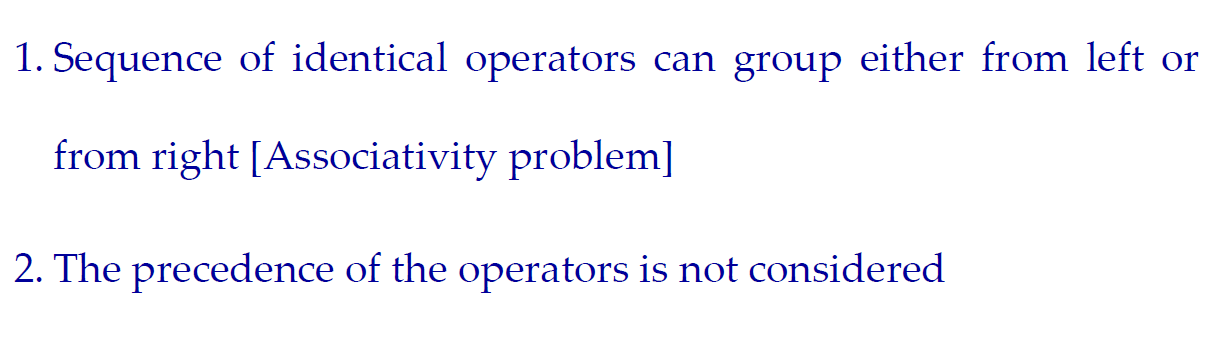 1. Sequence of identical operators can group either from left or
from right [Associativity problem]
2. The precedence of the operators is not considered